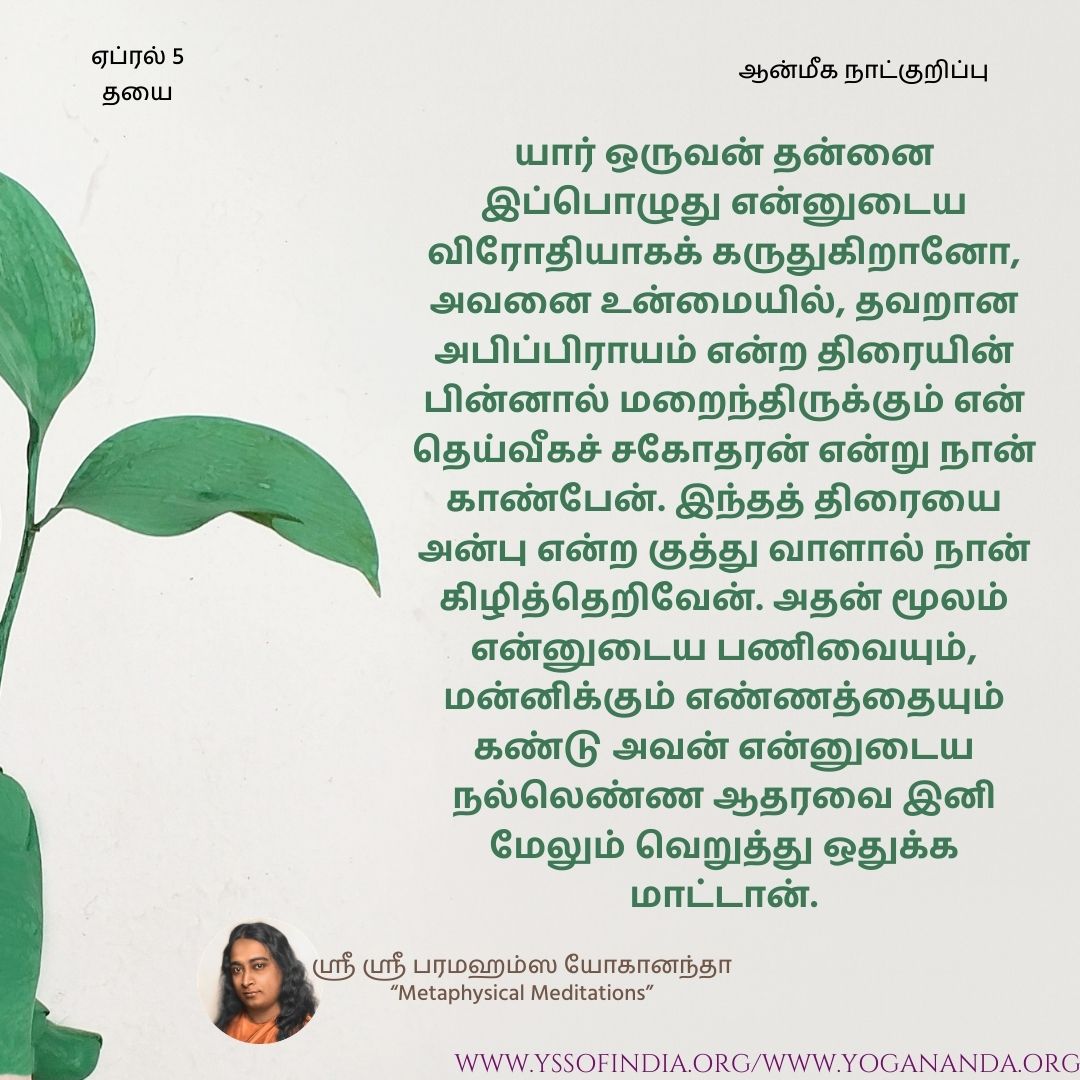 ஏப்ரல் 5
தயை
ஆன்மீக நாட்குறிப்பு
யார் ஒருவன் தன்னை
இப்பொழுது என்னுடைய
விரோதியாகக் கருதுகிறானோ,
அவனை உன்மையில், தவறான
அபிப்பிராயம் என்ற திரையின்
பின்னால் மறைந்திருக்கும் என்
தெய்வீகச் சகோதரன் என்று நான்
காண்பேன். இந்தத் திரையை
அன்பு என்ற குத்து வாளால் நான்
கிழித்தெறிவேன். அதன் மூலம்
என்னுடைய பணிவையும்,
மன்னிக்கும் எண்ணத்தையும்
கண்டு அவன் என்னுடைய
நல்லெண்ண ஆதரவை இனி
மேலும் வெறுத்து ஒதுக்க
மாட்டான்.
ஸ்ரீ ஸ்ரீ பரமஹம்ஸ யோகானந்தா
“Metaphysical Meditations”
WWW.YSSOFINDIA.ORG/WWW.YOGANANDA.ORG